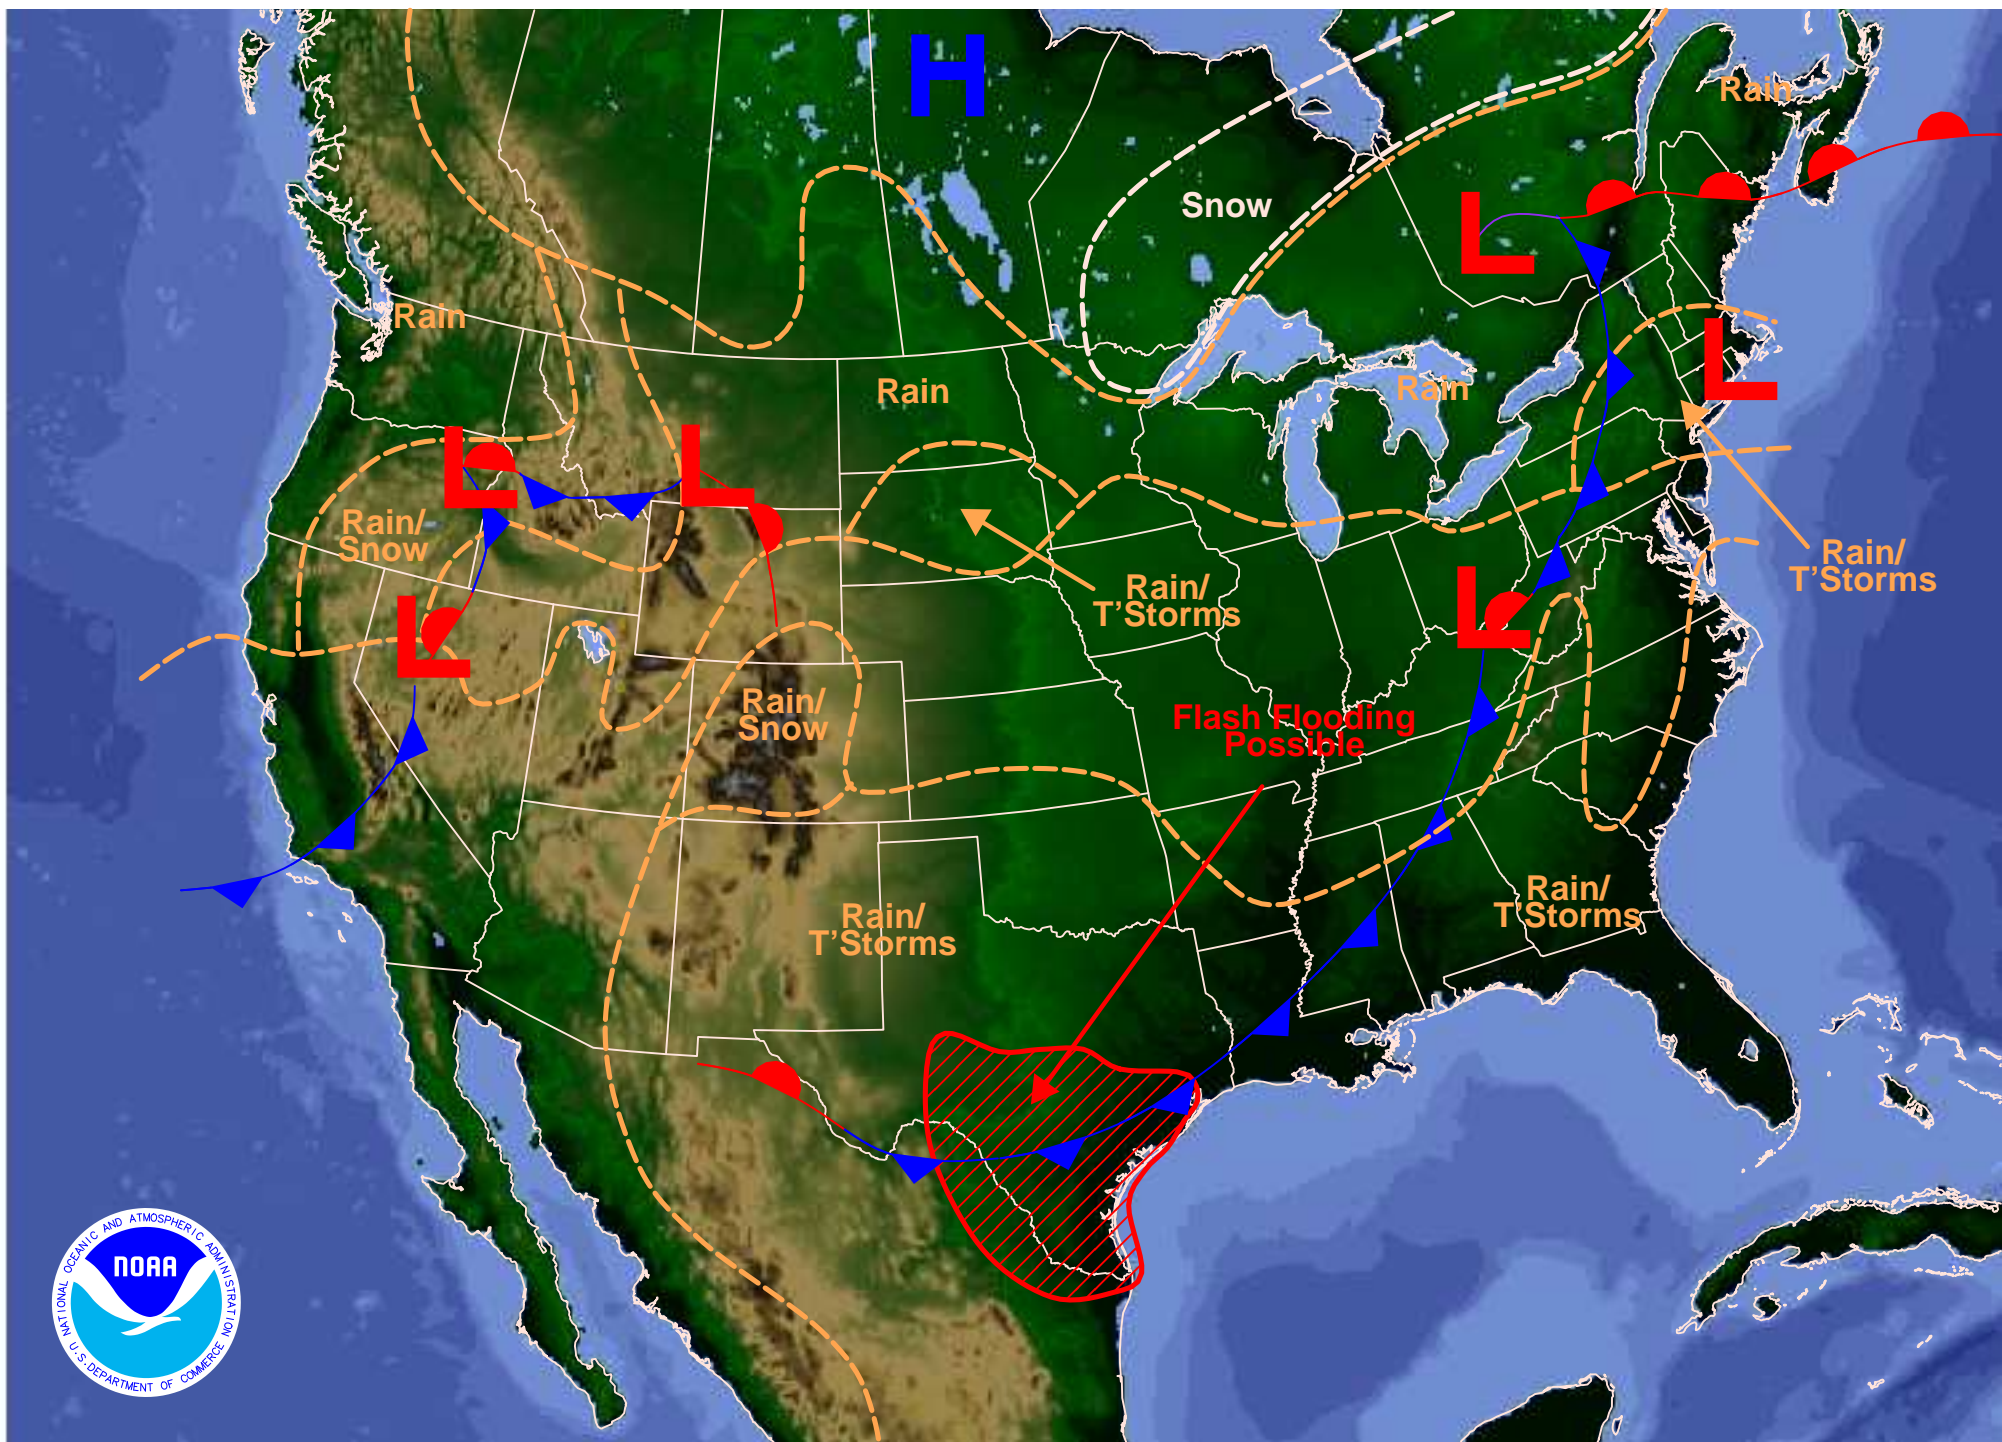 H
Rain
Snow
L
Rain
L
Rain
Rain
L
L
Rain/
Snow
Rain/
T'Storms
Rain/
T'Storms
L
L
Rain/
Snow
Flash Flooding
Possible
Rain/
T'Storms
Rain/
T'Storms
NATIONAL OCEANIC AND ATMOSPHERIC ADMINISTRATION
NOAA
U.S. DEPARTMENT OF COMMERCE